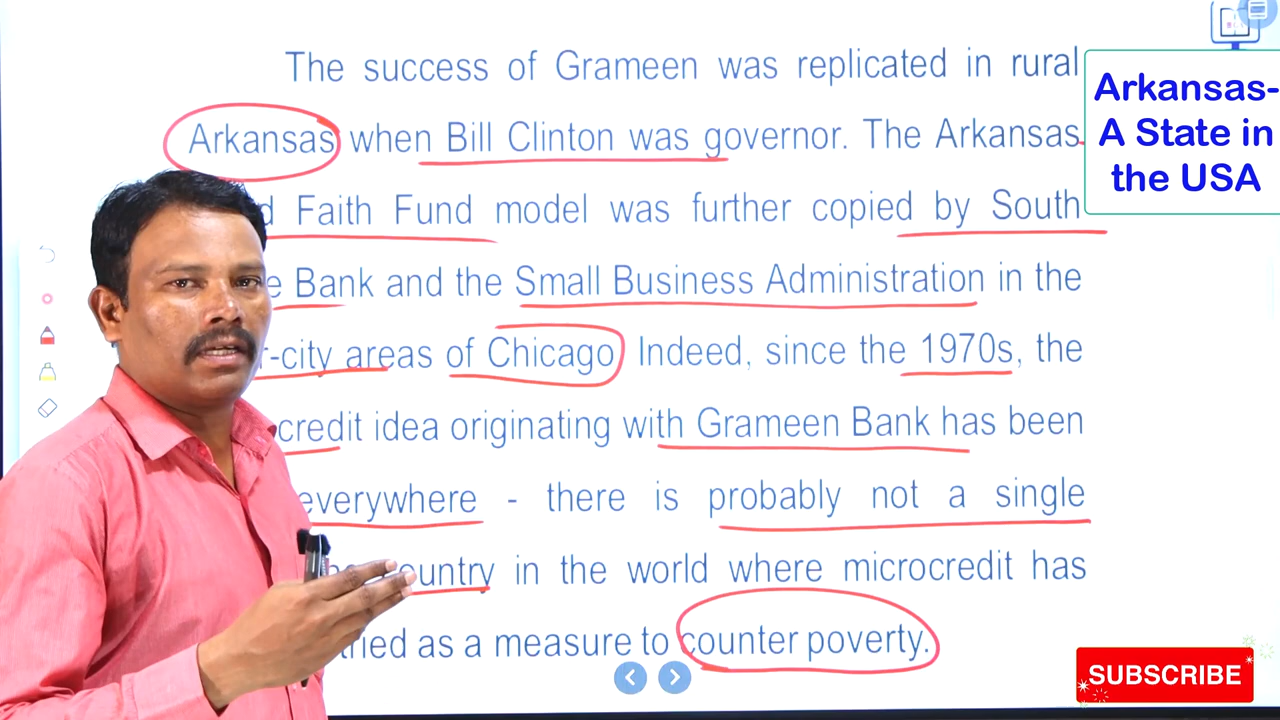 The success of Grameen was replicated in rural
Arkansas when Bill Clinton was governor. The Arkansas
Faith Fund model was further copied by South
Bank and the Small Business Administration in the
-city areas of Chicago Indeed, since the 1970s, the
credit idea originating with Grameen Bank has been
everywhere - there is probably not a single
country in the world where microcredit has
tried as a measure to counter poverty.
Arkansas-
A State in
the USA
SUBSCRIBE